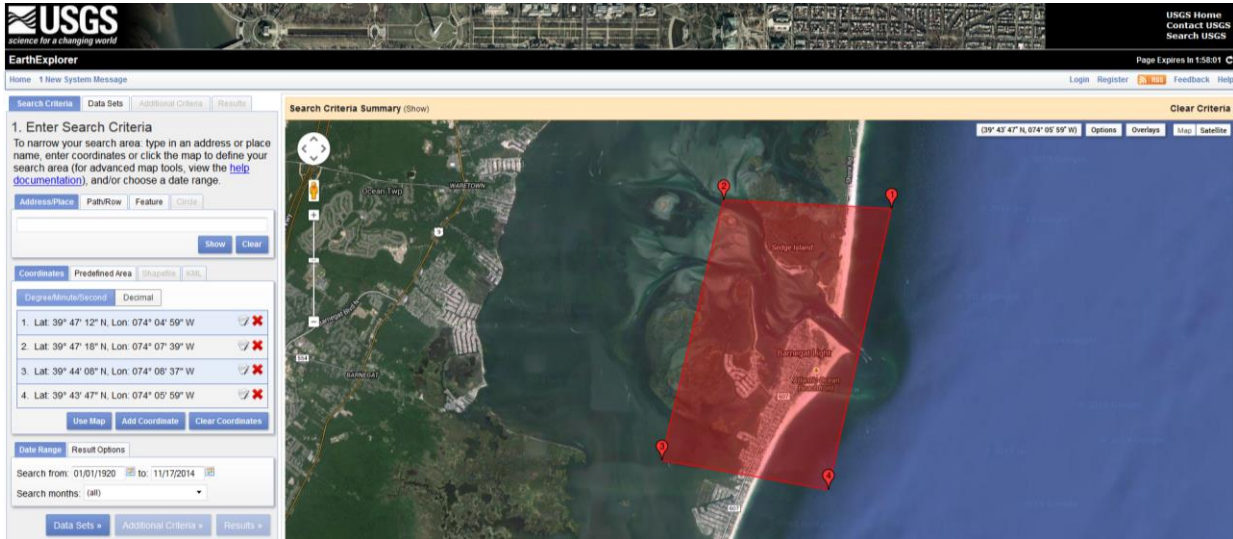 USGS
science for a changing world
USGS Home
Contact USGS
Search USGS
EarthExplorer
Page Expires In 1:58:01
Home 1 New System Message
Login Register RSS Feedback Help
Search Criteria Data Sets Additional Criteria Results
Search Criteria Summary (Show)
Clear Criteria
1. Enter Search Criteria
To narrow your search area: type in an address or place
name, enter coordinates or click the map to define your
search area (for advanced map tools, view the help
documentation), and/or choose a date range.
Address/Place Path/Row Feature Circle
Show Clear
Coordinates Predefined Area Shapefile KML
Degree/Minute/Second Decimal
1. Lat: 39° 47' 12" N, Lon: 074° 04' 59" W
2. Lat: 39° 47' 18" N, Lon: 074° 07' 39" W
3. Lat: 39° 44' 08" N, Lon: 074° 08' 37" W
4. Lat: 39° 43' 47" N, Lon: 074° 05' 59" W
Use Map Add Coordinate Clear Coordinates
Date Range Result Options
Search from: 01/01/1920 to: 11/17/2014
Search months: (all)
Data Sets » Additional Criteria » Results »
(39° 43' 47" N, 074° 05' 59" W) Options Overlays Map Satellite
WARETOWN
Ocean Twp
2
1
9
Sedge Island
Barnegat Blvd N
554
BARNEGAT
Barnegat Light
607
3
4
607